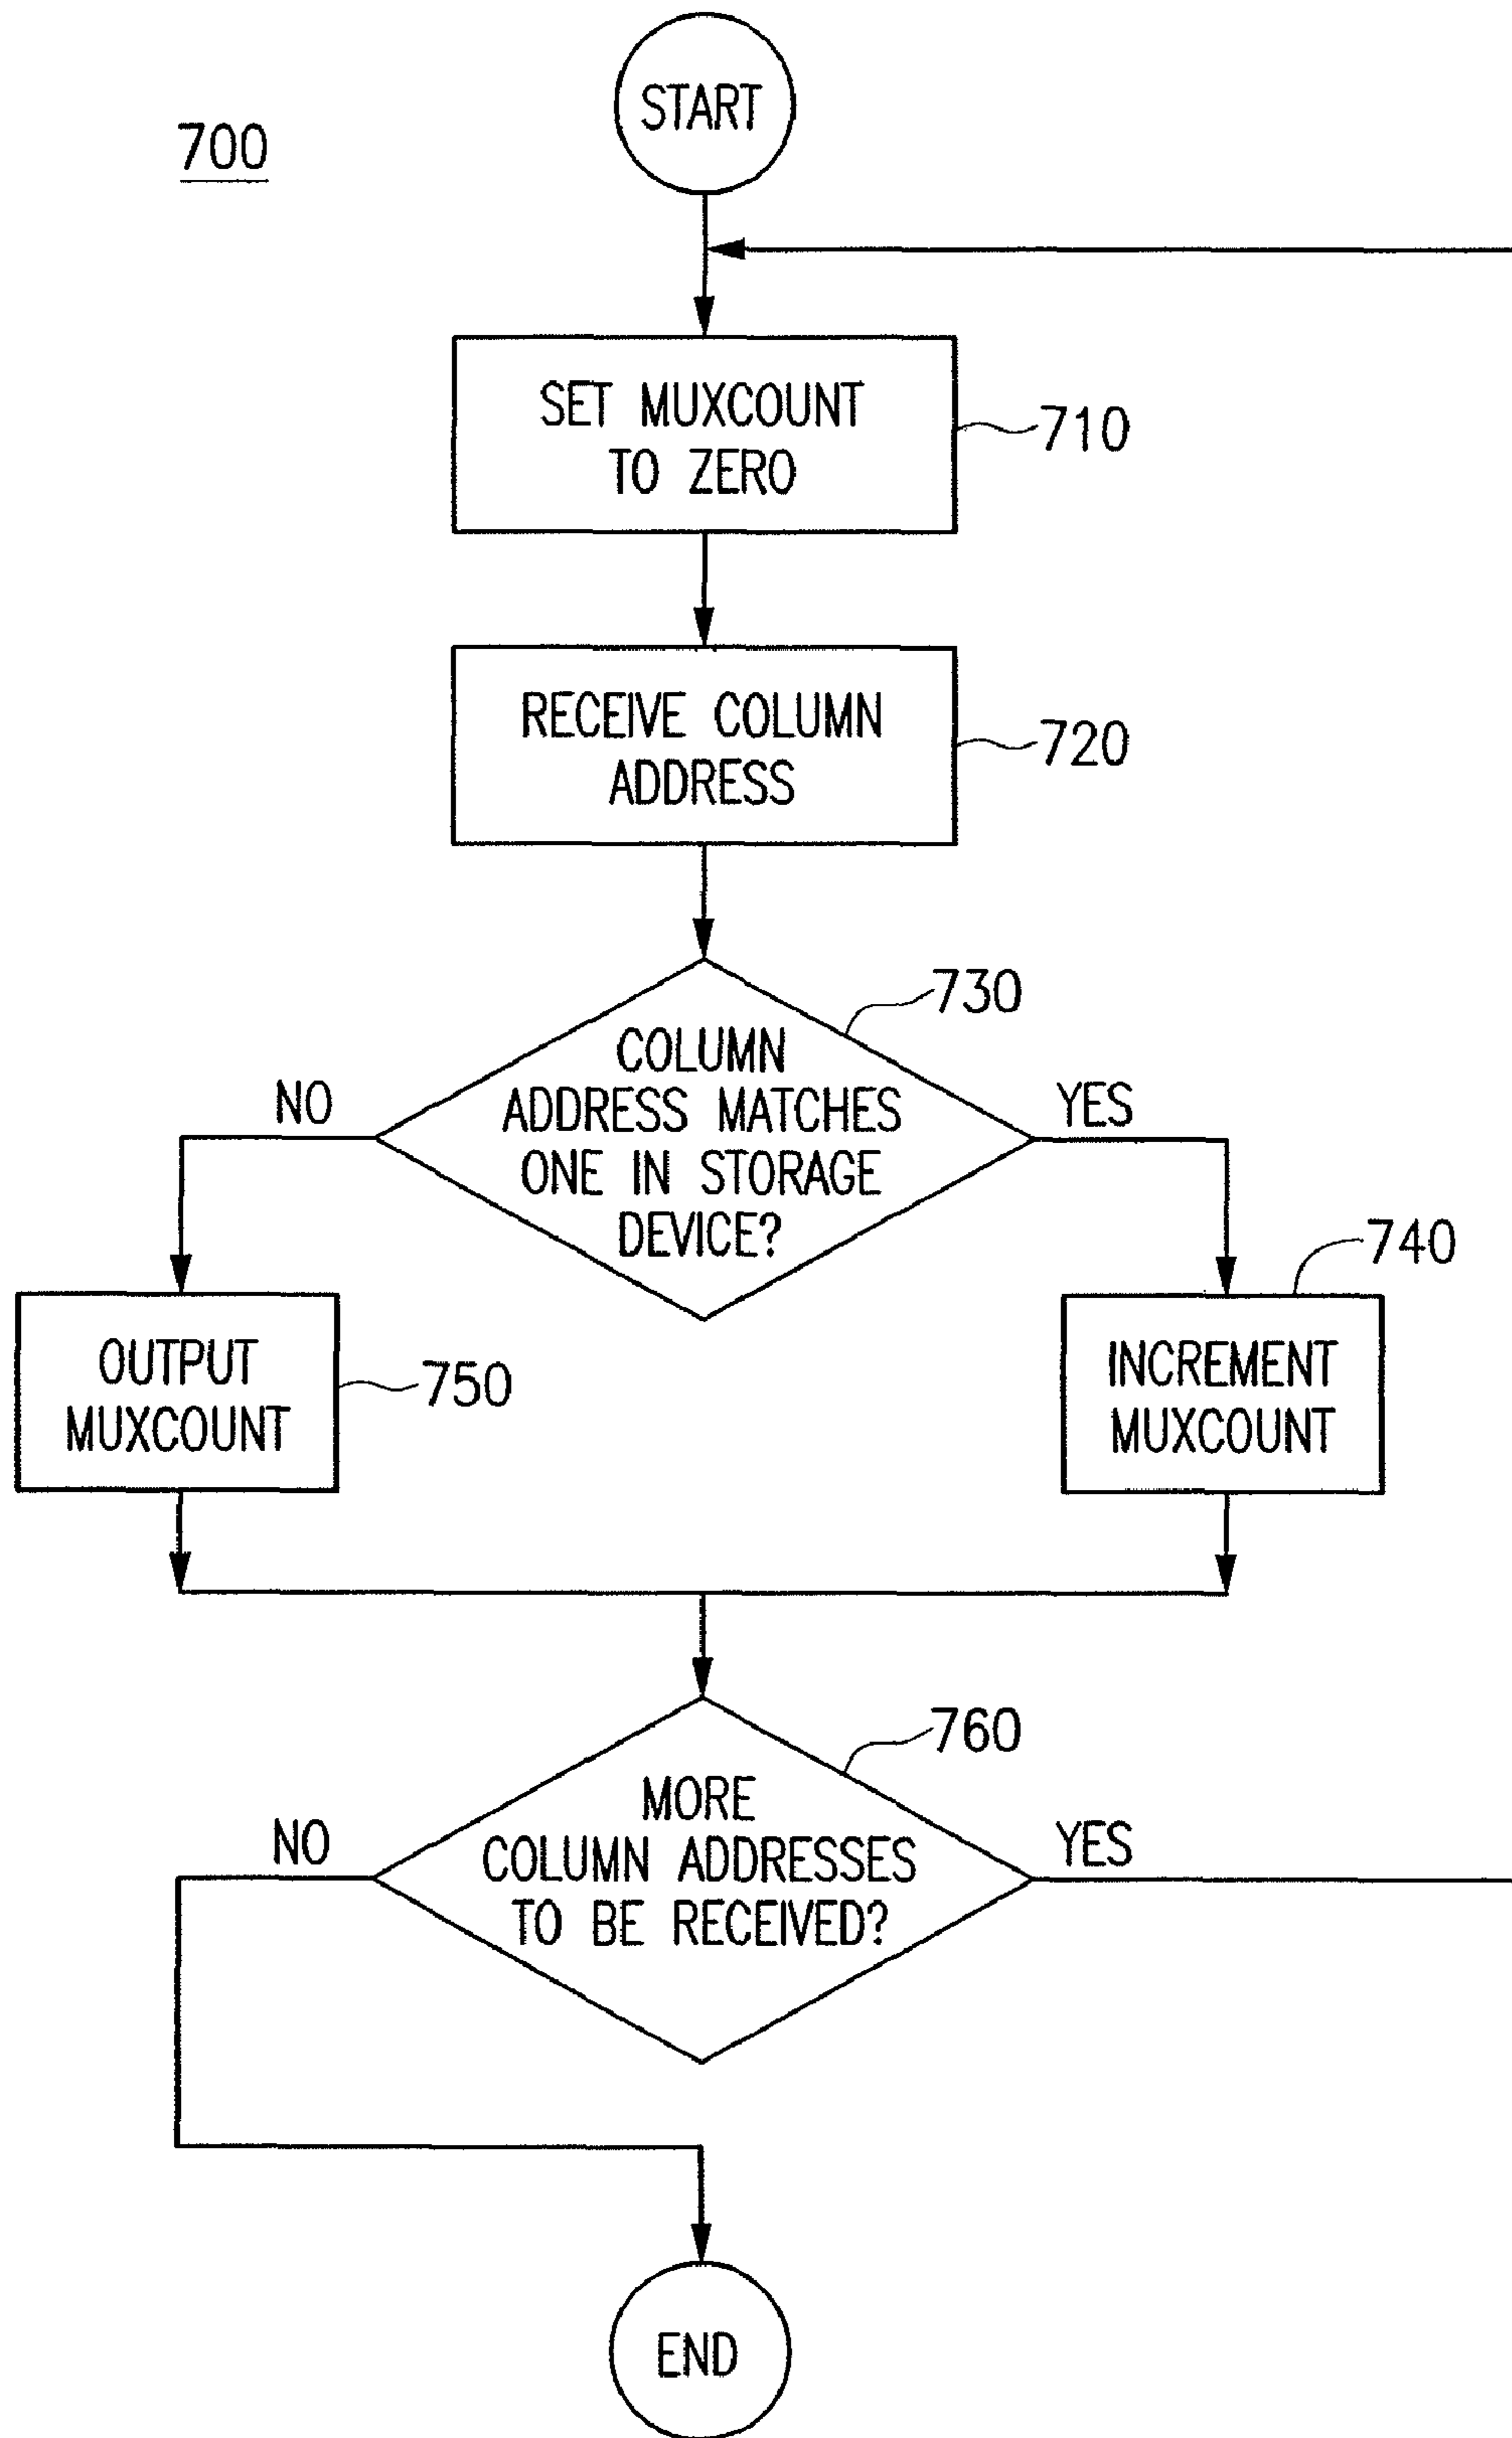 START
700
SET MUXCOUNT
TO ZERO
710
RECEIVE COLUMN
ADDRESS
720
730
COLUMN
ADDRESS MATCHES
ONE IN STORAGE
DEVICE?
NO
YES
740
OUTPUT
MUXCOUNT
750
INCREMENT
MUXCOUNT
760
MORE
COLUMN ADDRESSES
TO BE RECEIVED?
NO
YES
END